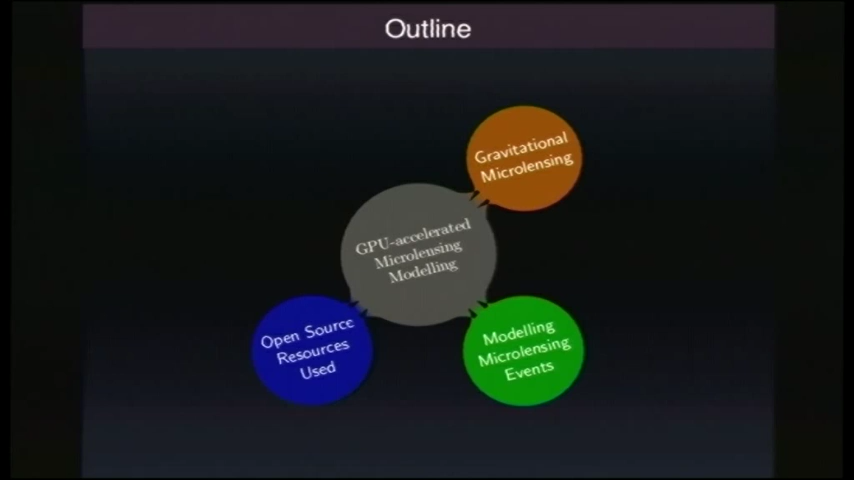 Outline
Gravitational
Microlensing
GPU-accelerated
Microlensing
Modelling
Open Source
Resources
Used
Modelling
Microlensing
Events